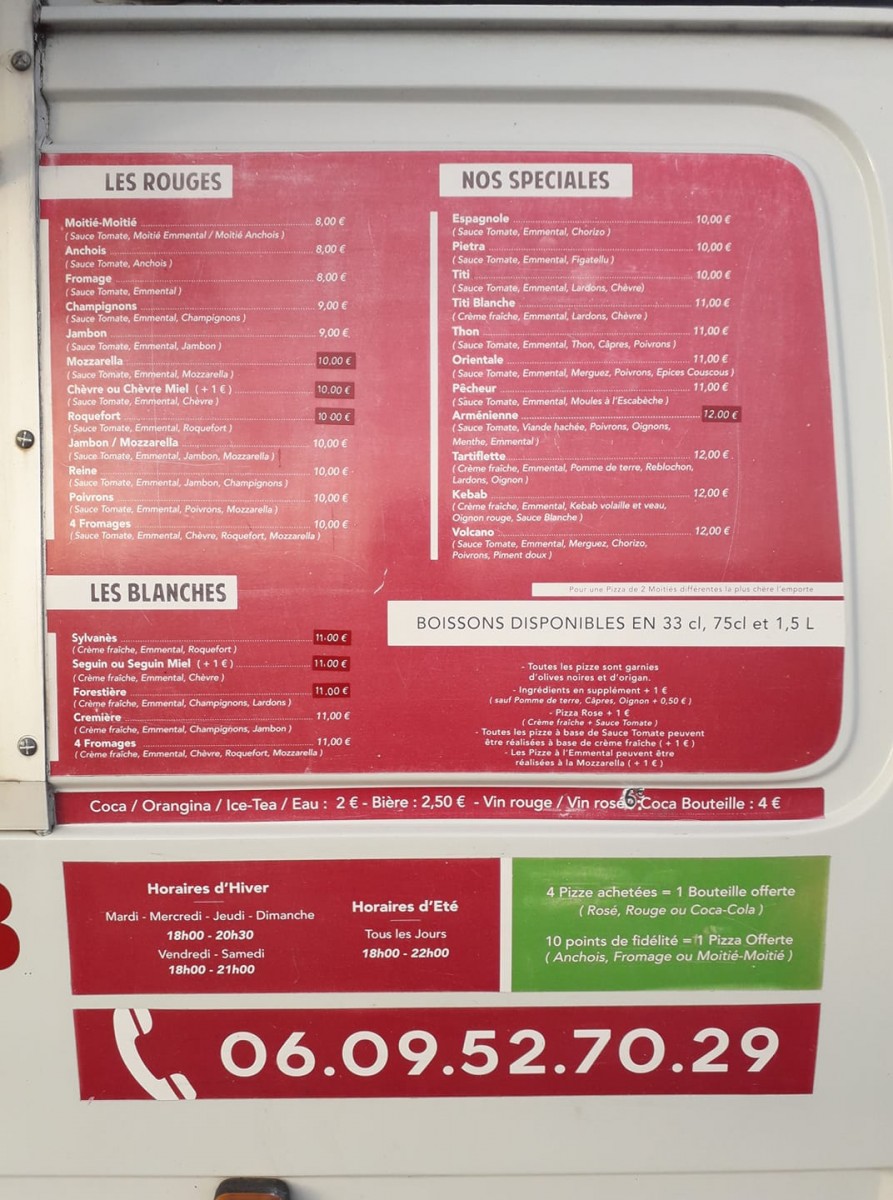 LES ROUGES
Moitié-Moitié 8,00 €
( Sauce Tomate, Moitié Emmental / Moitié Anchois )
Anchois 8,00 €
( Sauce Tomate, Anchois )
Fromage 8,00 €
( Sauce Tomate, Emmental )
Champignons 9,00 €
( Sauce Tomate, Emmental, Champignons )
Jambon 9,00 €
( Sauce Tomate, Emmental, Jambon )
Mozzarella 10,00 €
( Sauce Tomate, Emmental, Mozzarella )
Chèvre ou Chèvre Miel ( + 1 € ) 10,00 €
( Sauce Tomate, Emmental, Chèvre )
Roquefort 10 00 €
( Sauce Tomate, Emmental, Roquefort )
Jambon / Mozzarella 10,00 €
( Sauce Tomate, Emmental, Jambon, Mozzarella )
Reine 10,00 €
( Sauce Tomate, Emmental, Jambon, Champignons )
Poivrons 10,00 €
( Sauce Tomate, Emmental, Poivrons, Mozzarella )
4 Fromages 10,00 €
( Sauce Tomate, Emmental, Chèvre, Roquefort, Mozzarella )
LES BLANCHES
Sylvanès 11.00 €
( Crème fraîche, Emmental, Roquefort )
Seguin ou Seguin Miel ( + 1 € ) 11.00 €
( Crème fraîche, Emmental, Chèvre )
Forestière 11.00 €
( Crème fraîche, Emmental, Champignons, Lardons )
Cremière 11,00 €
( Crème fraîche, Emmental, Champignons, Jambon )
4 Fromages 11,00 €
( Crème fraîche, Emmental, Chèvre, Roquefort, Mozzarella )
NOS SPECIALES
Espagnole 10,00 €
( Sauce Tomate, Emmental, Chorizo )
Pietra 10,00 €
( Sauce Tomate, Emmental, Figatellu )
Titi 10,00 €
( Sauce Tomate, Emmental, Lardons, Chèvre)
Titi Blanche 11,00 €
( Crème fraîche, Emmental, Lardons, Chèvre )
Thon 11,00 €
( Sauce Tomate, Emmental, Thon, Câpres, Poivrons )
Orientale 11,00 €
( Sauce Tomate, Emmental, Merguez, Poivrons, Epices Couscous )
Pêcheur 11,00 €
( Sauce Tomate, Emmental, Moules à l'Escabèche )
Arménienne 12,00 €
( Sauce Tomate, Viande hachée, Poivrons, Oignons,
Menthe, Emmental )
Tartiflette 12,00 €
( Crème fraîche, Emmental, Pomme de terre, Reblochon,
Lardons, Oignon )
Kebab 12,00 €
( Crème fraîche, Emmental, Kebab volaille et veau,
Oignon rouge, Sauce Blanche )
Volcano 12,00 €
( Sauce Tomate, Emmental, Merguez, Chorizo,
Poivrons, Piment doux )
Pour une Pizza de 2 Moitiés différentes la plus chère l'emporte
BOISSONS DISPONIBLES EN 33 cl, 75cl et 1,5 L
- Toutes les pizze sont garnies
d'olives noires et d'origan.
- Ingrédients en supplément + 1 €
( sauf Pomme de terre, Câpres, Oignon + 0,50 € )
- Pizza Rose + 1 €
( Crème fraîche + Sauce Tomate )
- Toutes les pizze à base de Sauce Tomate peuvent
être réalisées à base de crème fraîche ( + 1 € )
- Les Pizze à l'Emmental peuvent être
réalisées à la Mozzarella ( + 1 € )
Coca / Orangina / Ice-Tea / Eau : 2 € - Bière : 2,50 € - Vin rouge / Vin rosé 6€ Coca Bouteille : 4 €
Horaires d'Hiver
Mardi - Mercredi - Jeudi - Dimanche
18h00 - 20h30
Vendredi - Samedi
18h00 - 21h00
Horaires d'Eté
Tous les Jours
18h00 - 22h00
4 Pizze achetées = 1 Bouteille offerte
( Rosé, Rouge ou Coca-Cola )
10 points de fidélité = 1 Pizza Offerte
( Anchois, Fromage ou Moitié-Moitié )
06.09.52.70.29